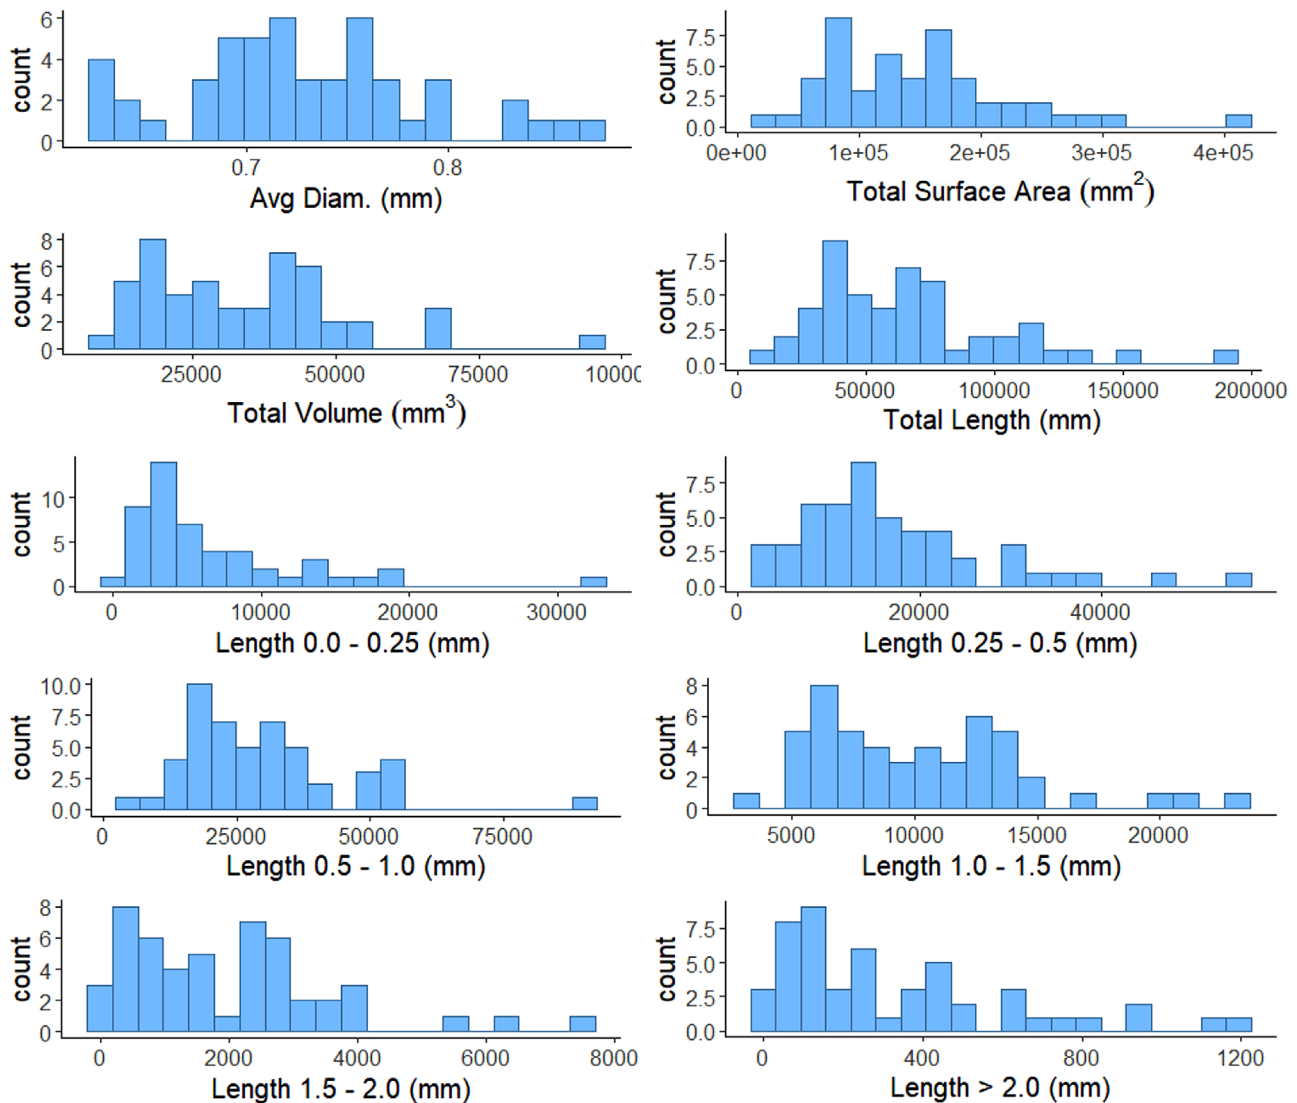 count
6
4
2
0
0.7 0.8
Avg Diam. (mm)
count
7.5
5.0
2.5
0.0
0e+00 1e+05 2e+05 3e+05 4e+05
Total Surface Area (mm²)
count
8
6
4
2
0
25000 50000 75000 10000
Total Volume (mm³)
count
7.5
5.0
2.5
0.0
0 50000 100000 150000 200000
Total Length (mm)
count
10
5
0
0 10000 20000 30000
Length 0.0 - 0.25 (mm)
count
7.5
5.0
2.5
0.0
0 20000 40000
Length 0.25 - 0.5 (mm)
count
10.0
7.5
5.0
2.5
0.0
0 25000 50000 75000
Length 0.5 - 1.0 (mm)
count
8
6
4
2
0
5000 10000 15000 20000
Length 1.0 - 1.5 (mm)
count
8
6
4
2
0
0 2000 4000 6000 8000
Length 1.5 - 2.0 (mm)
count
7.5
5.0
2.5
0.0
0 400 800 1200
Length > 2.0 (mm)